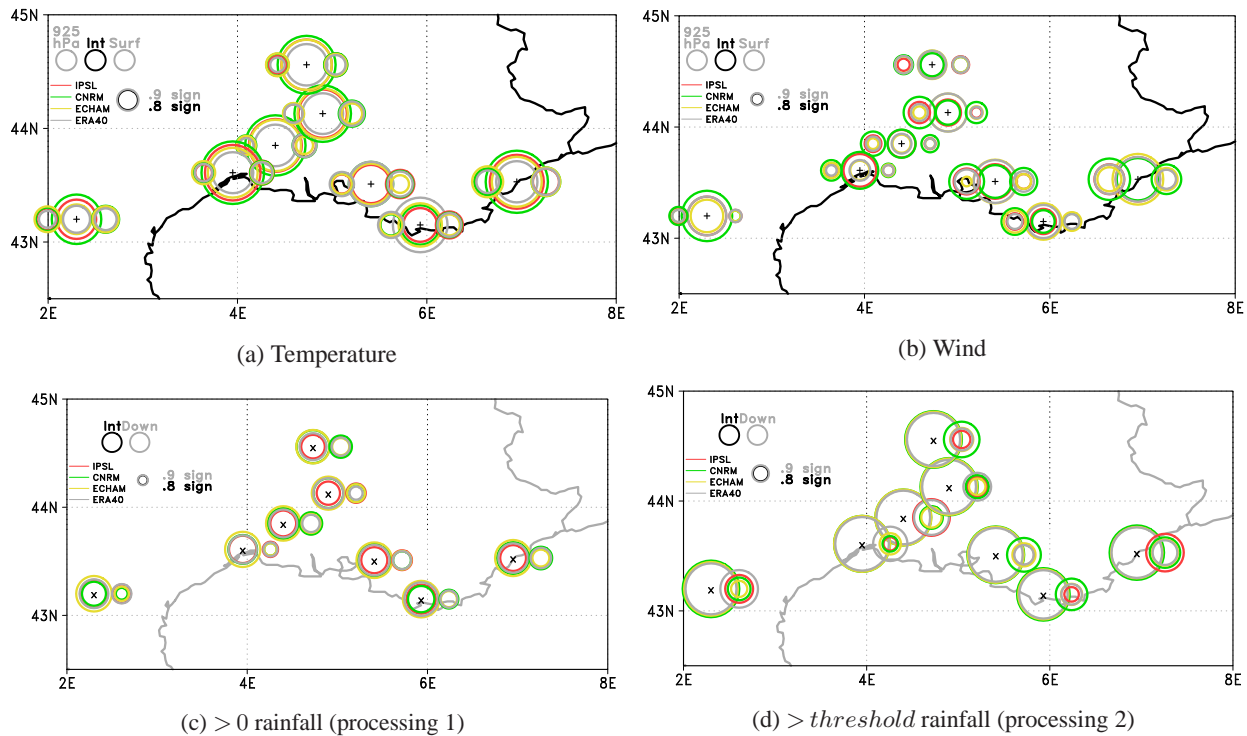 45N
44N
43N
2E
4E
6E
8E
925
hPa Int Surf
IPSL
CNRM
ECHAM
ERA40
.9 sign
.8 sign
(a) Temperature
45N
44N
43N
2E
4E
6E
8E
925
hPa Int Surf
IPSL
CNRM
ECHAM
ERA40
.9 sign
.8 sign
(b) Wind
45N
44N
43N
2E
4E
6E
8E
Int Down
IPSL
CNRM
ECHAM
ERA40
.9 sign
.8 sign
(c) > 0 rainfall (processing 1)
45N
44N
43N
2E
4E
6E
8E
Int Down
IPSL
CNRM
ECHAM
ERA40
.9 sign
.8 sign
(d) > threshold rainfall (processing 2)